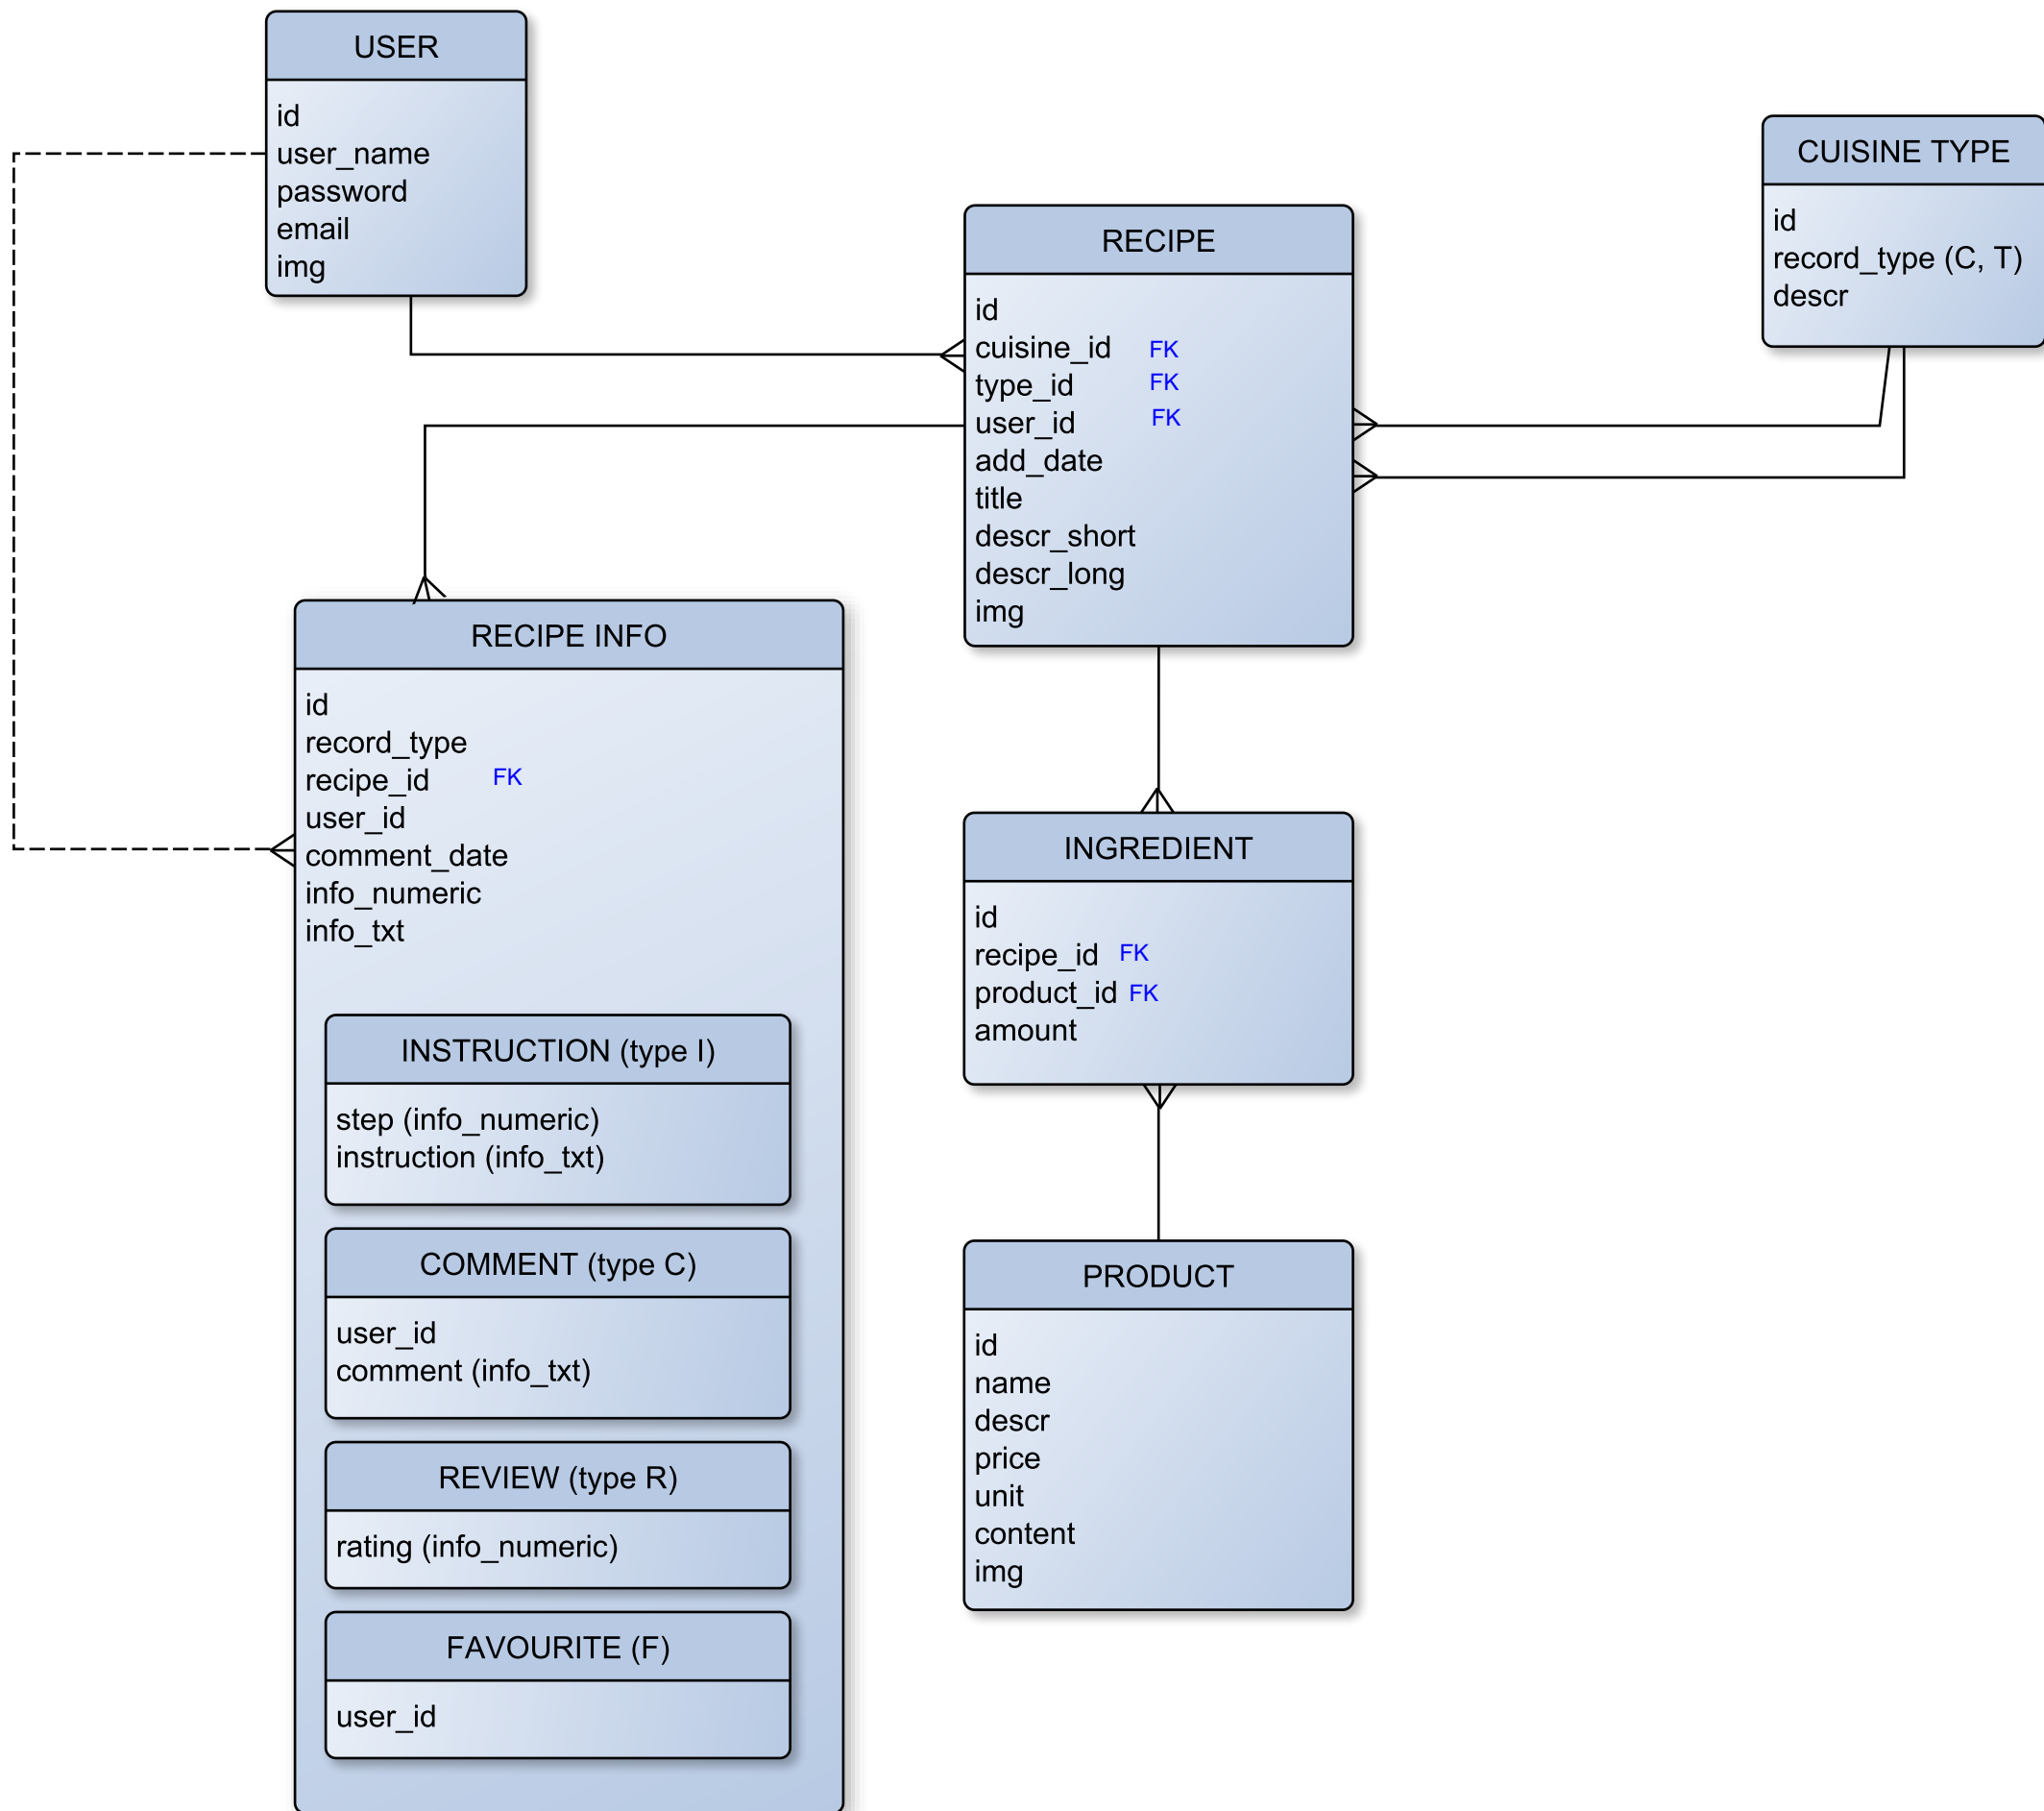 USER
id
user_name
password
email
img
CUISINE TYPE
id
record_type (C, T)
descr
RECIPE
id
cuisine_id FK
type_id FK
user_id FK
add_date
title
descr_short
descr_long
img
RECIPE INFO
id
record_type
recipe_id FK
user_id
comment_date
info_numeric
info_txt
INSTRUCTION (type I)
step (info_numeric)
instruction (info_txt)
COMMENT (type C)
user_id
comment (info_txt)
REVIEW (type R)
rating (info_numeric)
FAVOURITE (F)
user_id
INGREDIENT
id
recipe_id FK
product_id FK
amount
PRODUCT
id
name
descr
price
unit
content
img